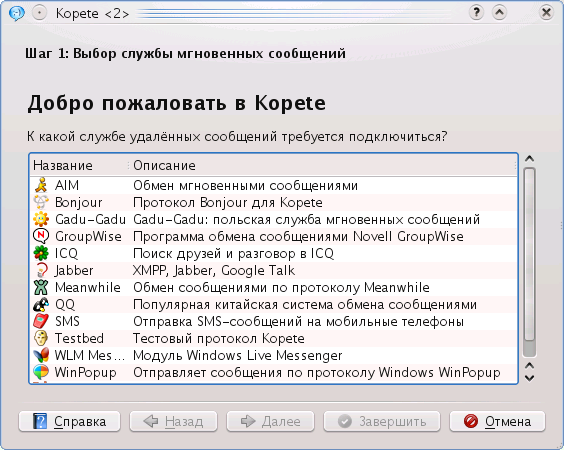 Kopete <2>
Шаг 1: Выбор службы мгновенных сообщений
Добро пожаловать в Kopete
К какой службе удалённых сообщений требуется подключиться?
Название Описание
AIM Обмен мгновенными сообщениями
Bonjour Протокол Bonjour для Kopete
Gadu-Gadu Gadu-Gadu: польская служба мгновенных сообщений
GroupWise Программа обмена сообщениями Novell GroupWise
ICQ Поиск друзей и разговор в ICQ
Jabber XMPP, Jabber, Google Talk
Meanwhile Обмен сообщениями по протоколу Meanwhile
QQ Популярная китайская система обмена сообщениями
SMS Отправка SMS-сообщений на мобильные телефоны
Testbed Тестовый протокол Kopete
WLM Mes... Модуль Windows Live Messenger
WinPopup Отправляет сообщения по протоколу Windows WinPopup
Справка Назад Далее Завершить Отмена